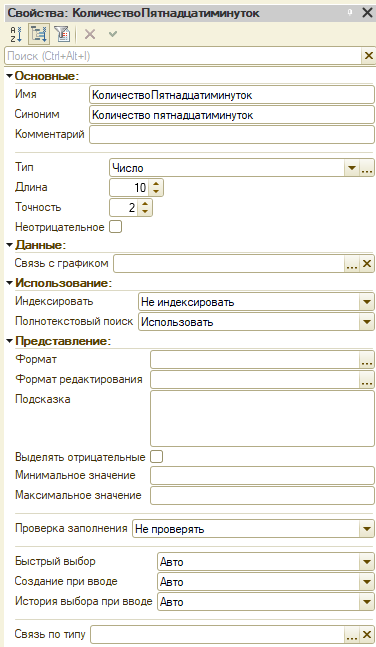 Свойства: КоличествоПятнадцатиминуток
Поиск (Ctrl+Alt+I)
Основные:
Имя КоличествоПятнадцатиминуток
Синоним Количество пятнадцатиминуток
Комментарий
Тип Число
Длина 10
Точность 2
Неотрицательное
Данные:
Связь с графиком
Использование:
Индексировать Не индексировать
Полнотекстовый поиск Использовать
Представление:
Формат
Формат редактирования
Подсказка
Выделять отрицательные
Минимальное значение
Максимальное значение
Проверка заполнения Не проверять
Быстрый выбор Авто
Создание при вводе Авто
История выбора при вводе Авто
Связь по типу